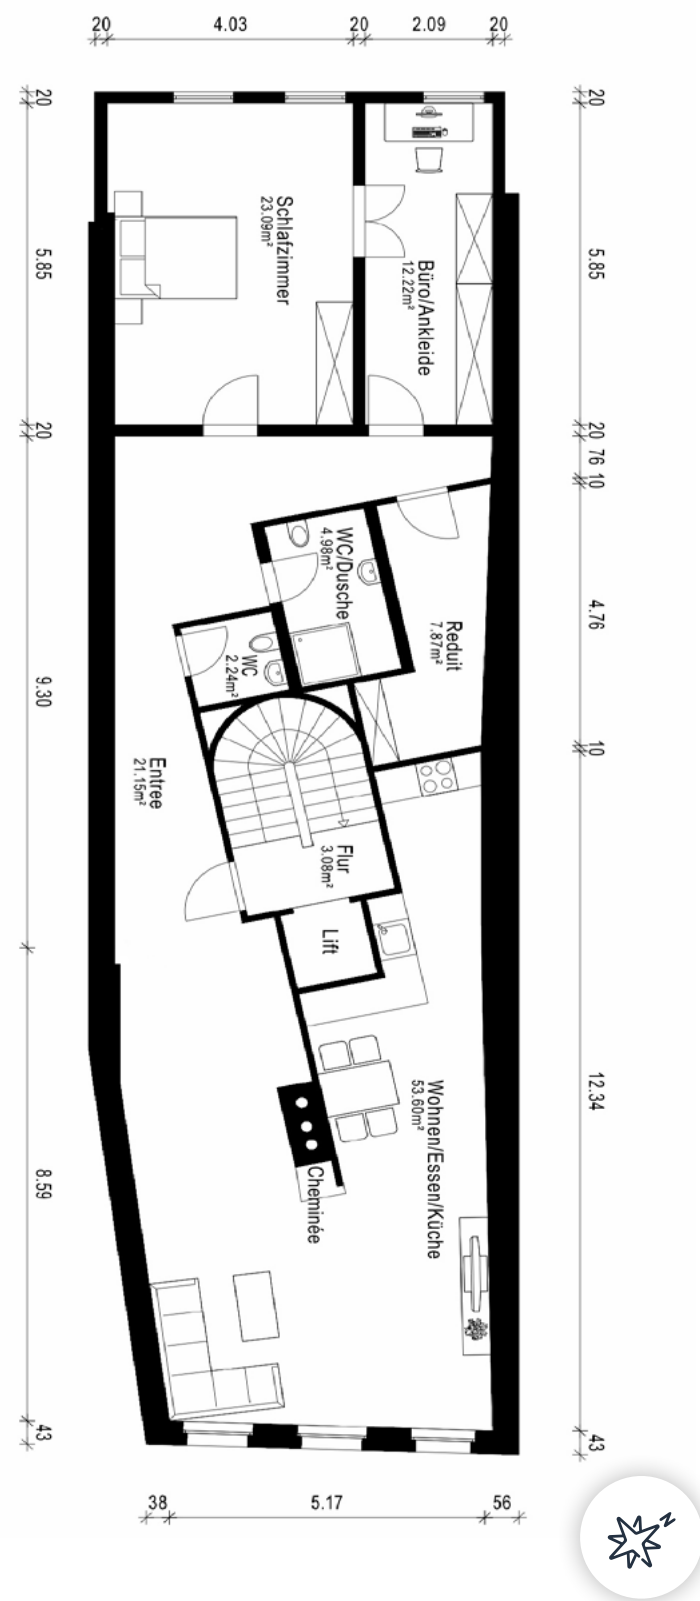 20
4.03
20
2.09
20
20
5.85
20
9.30
8.59
43
20
5.85
20
76
10
4.76
10
12.34
43
Schlafzimmer
23.09m²
Büro/Ankleide
12.22m²
WC/Dusche
4.98m²
Reduit
7.87m²
WC
2.24m²
Entree
21.15m²
Flur
3.08m²
Lift
Wohnen/Essen/Küche
53.60m²
Cheminée
38
5.17
56
N